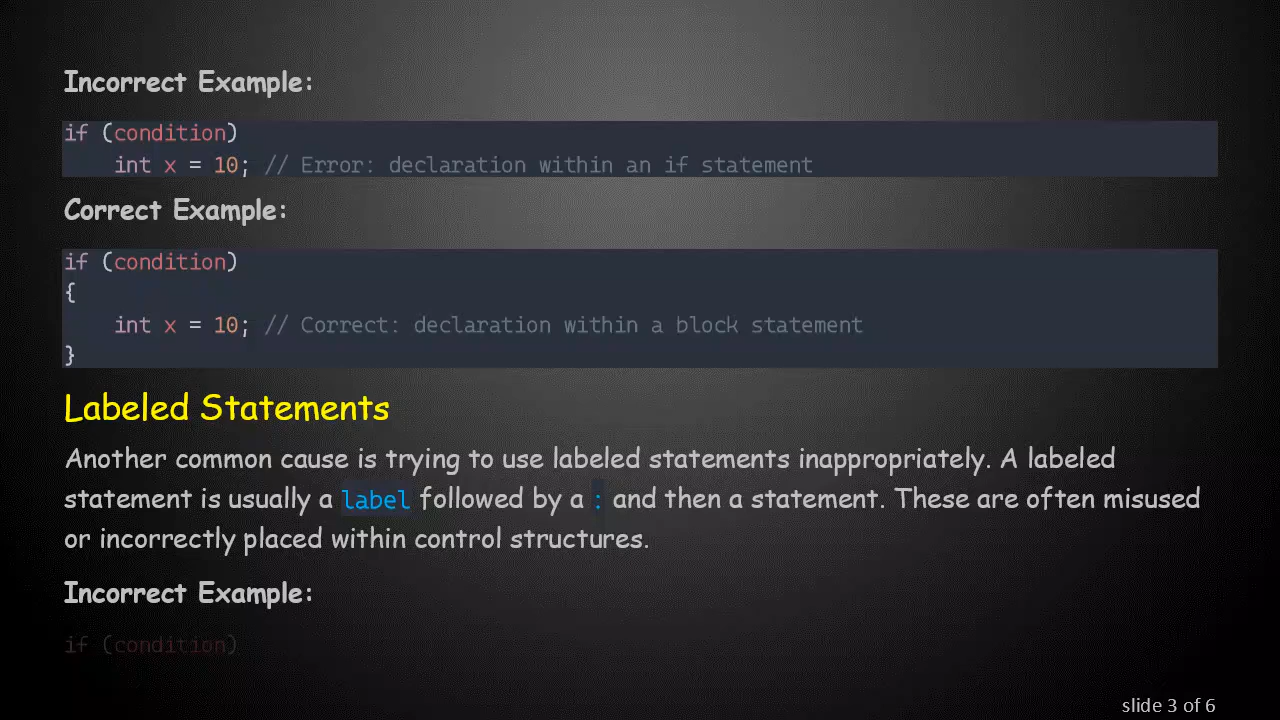 Incorrect Example:
if (condition)
    int x = 10; // Error: declaration within an if statement
Correct Example:
if (condition)
{
    int x = 10; // Correct: declaration within a block statement
}
Labeled Statements
Another common cause is trying to use labeled statements inappropriately. A labeled
statement is usually a label followed by a : and then a statement. These are often misused
or incorrectly placed within control structures.
Incorrect Example:
if (condition)
slide 3 of 6